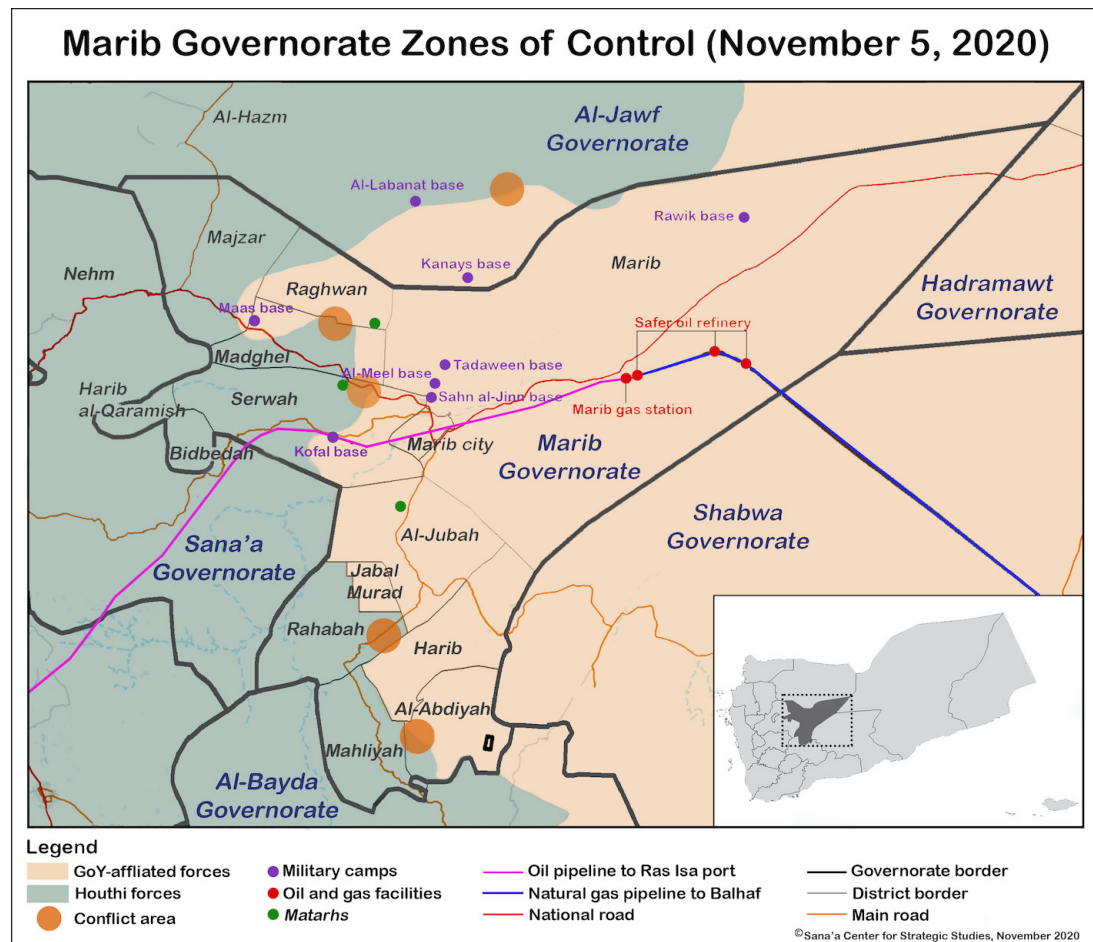 Marib Governorate Zones of Control (November 5, 2020)
Al-Hazm
Al-Jawf
Governorate
Al-Labanat base
Rawik base
Majzar
Nehm
Kanays base
Marib
Raghwan
Hadramawt
Governorate
Maas base
Safer oil refinery
Madghel
Al-Meel base
Tadaween base
Harib
al-Qaramish
Serwah
Sahn al-Jinn base
Marib gas station
Bidbedah
Kofal base
Marib city
Marib
Governorate
Shabwa
Governorate
Al-Jubah
Sana'a
Governorate
Jabal
Murad
Rahabah
Harib
Al-Abdiyah
Mahliyah
Al-Bayda
Governorate
Legend
GoY-affliated forces
Houthi forces
Conflict area
Military camps
Oil and gas facilities
Matarhs
Oil pipeline to Ras Isa port
Natural gas pipeline to Balhaf
National road
Governorate border
District border
Main road
©Sana'a Center for Strategic Studies, November 2020